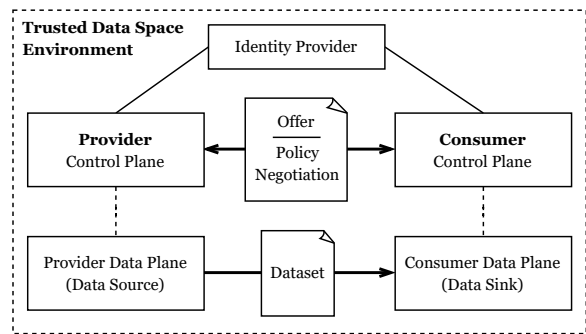 Trusted Data Space
Environment
Identity Provider
Provider
Control Plane
Offer
Policy
Negotiation
Consumer
Control Plane
Provider Data Plane
(Data Source)
Dataset
Consumer Data Plane
(Data Sink)